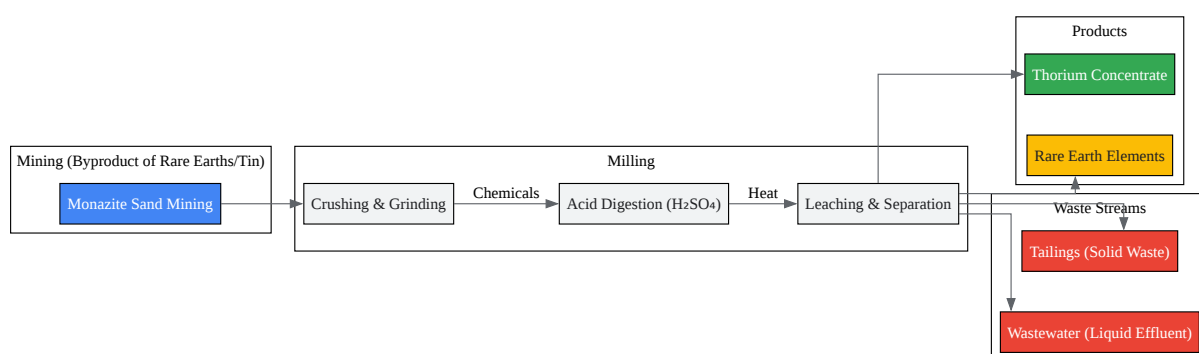 Products
Thorium Concentrate
Rare Earth Elements
Mining (Byproduct of Rare Earths/Tin)
Monazite Sand Mining
Milling
Crushing & Grinding
Chemicals
Acid Digestion (H₂SO₄)
Heat
Leaching & Separation
Waste Streams
Tailings (Solid Waste)
Wastewater (Liquid Effluent)